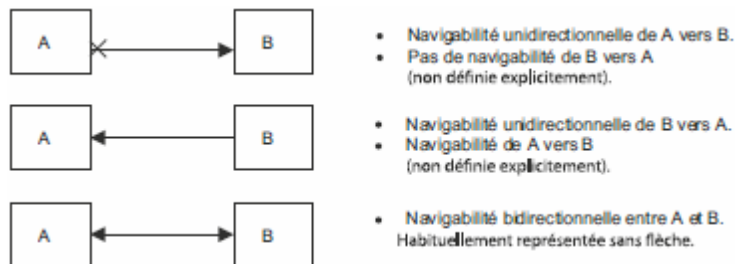 A
B
• Navigabilité unidirectionnelle de A vers B.
• Pas de navigabilité de B vers A
(non définie explicitement).
A
B
• Navigabilité unidirectionnelle de B vers A.
• Navigabilité de A vers B
(non définie explicitement).
A
B
• Navigabilité bidirectionnelle entre A et B.
Habituellement représentée sans flèche.